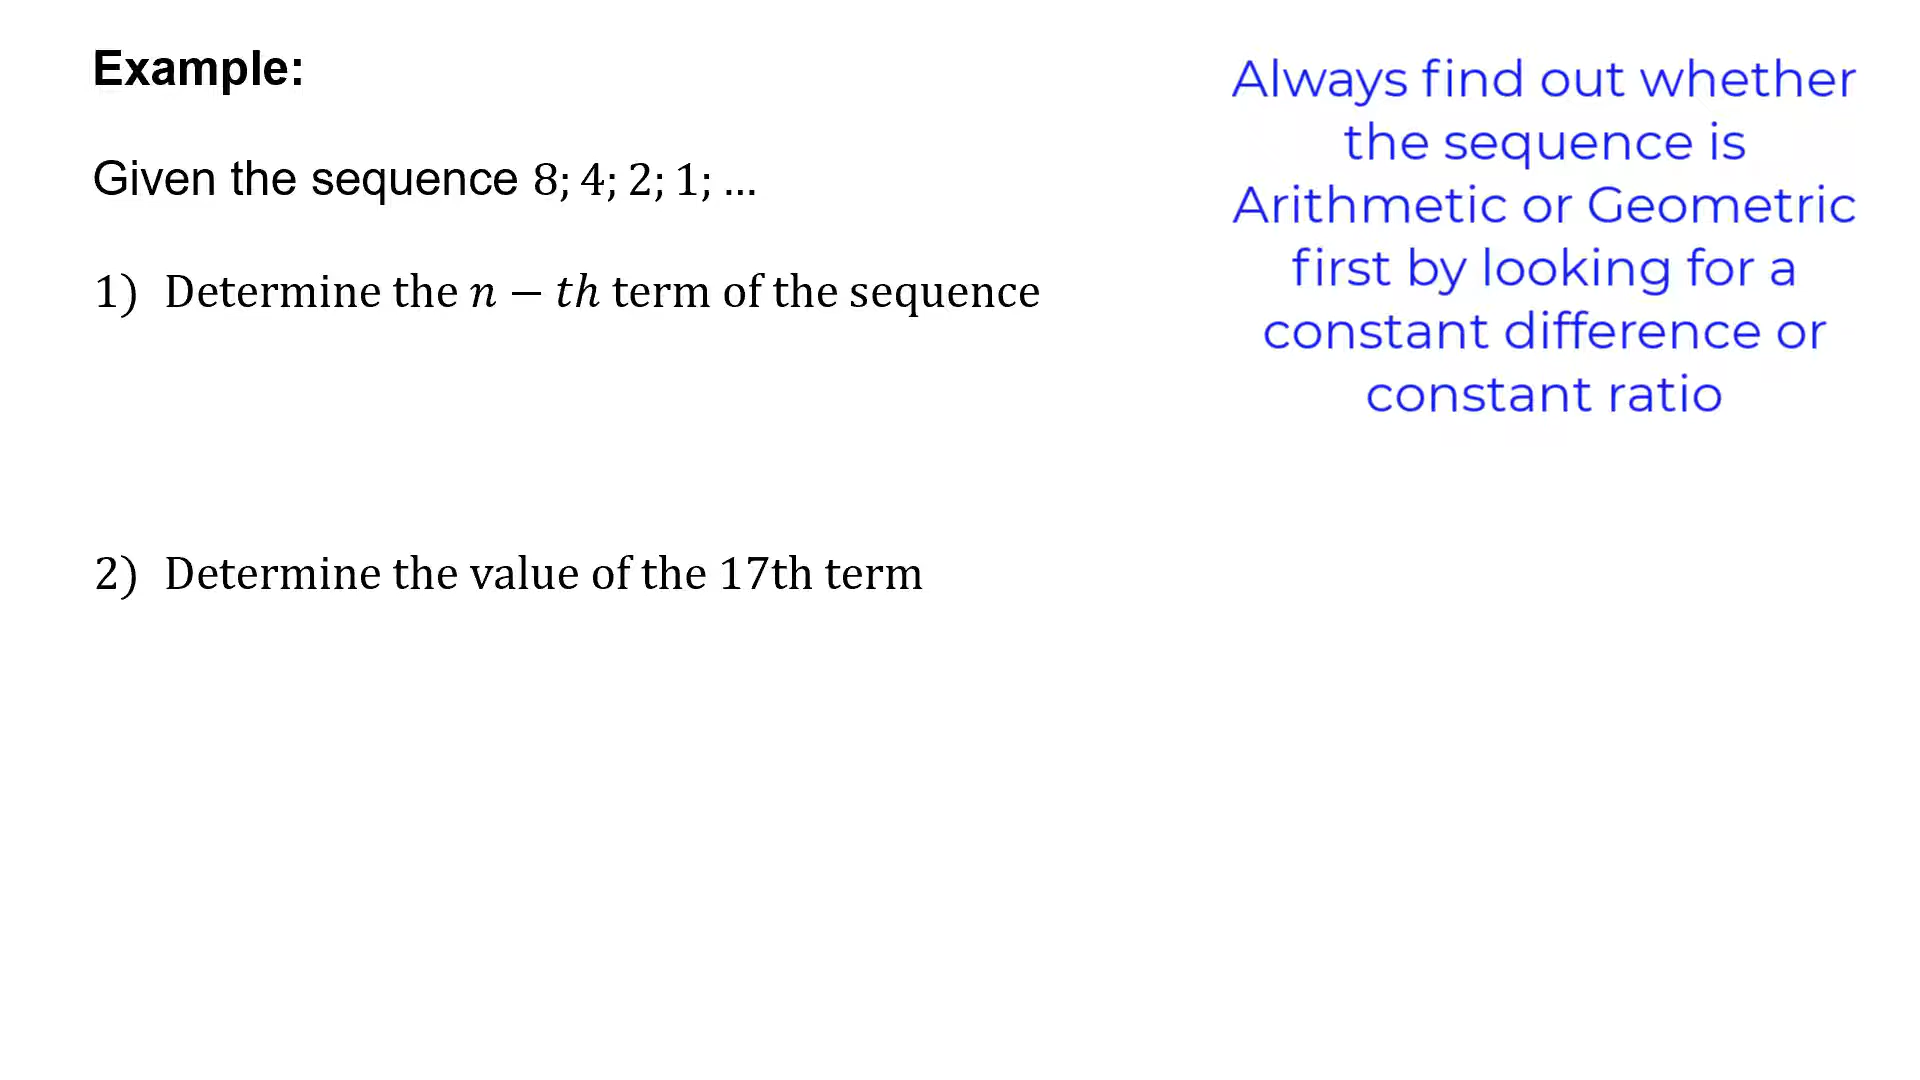 Example:
Given the sequence 8; 4; 2; 1; ...
1) Determine the n − th term of the sequence
2) Determine the value of the 17th term
Always find out whether
the sequence is
Arithmetic or Geometric
first by looking for a
constant difference or
constant ratio